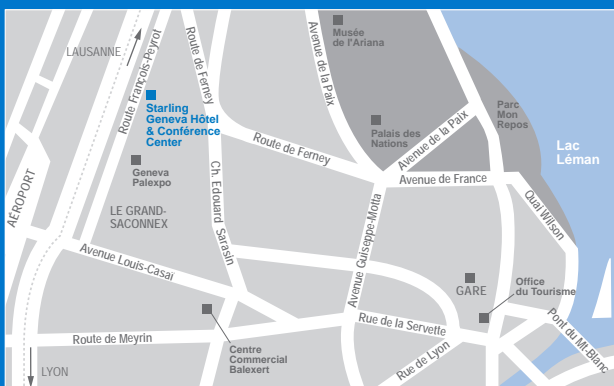 Musée
de l'Ariana
LAUSANNE
Route François-Peyrot
Route de Ferney
Avenue de la Paix
Starling
Geneva Hôtel
& Conférence
Center
Palais des
Nations
Avenue de la Paix
Parc
Mon
Repos
Lac
Léman
Route de Ferney
Geneva
Palexpo
Ch. Edouard Sarasin
Avenue de France
AÉROPORT
LE GRAND-
SACONNEX
Quai Wilson
Avenue Guiseppe-Motta
Avenue Louis-Casaï
GARE
Office
du Tourisme
Route de Meyrin
Rue de la Servette
Pont du Mt-Blanc
Centre
Commercial
Balexert
Rue de Lyon
LYON